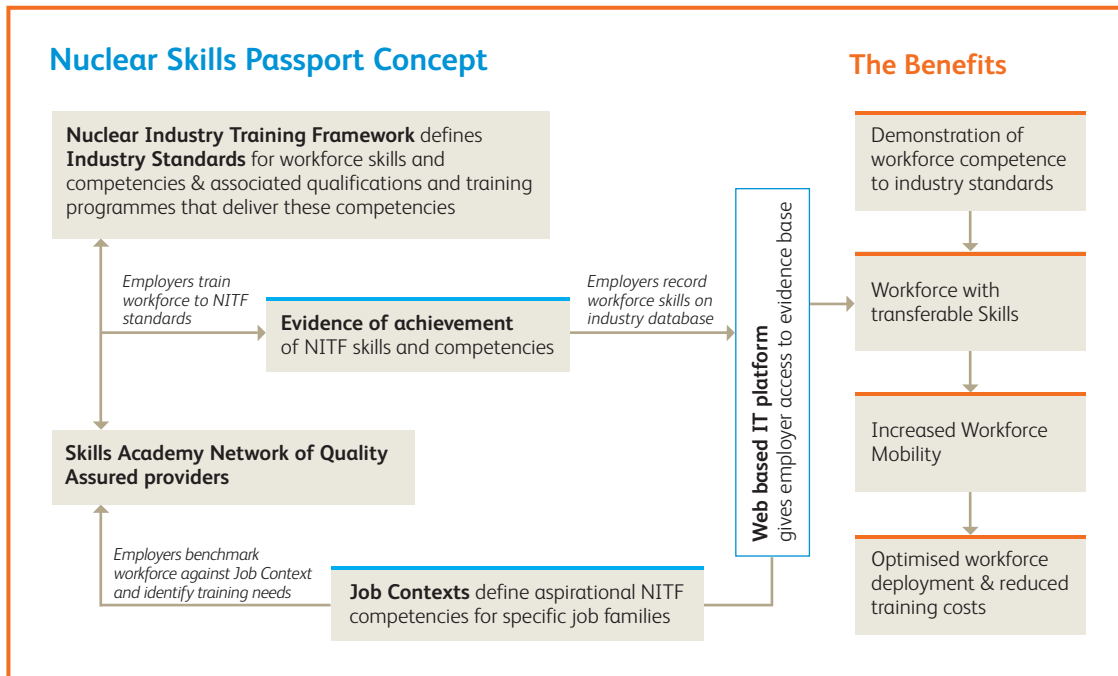 Nuclear Skills Passport Concept
The Benefits
Nuclear Industry Training Framework defines
Industry Standards for workforce skills and
competencies & associated qualifications and training
programmes that deliver these competencies
Employers train
workforce to NITF
standards
Evidence of achievement
of NITF skills and competencies
Employers record
workforce skills on
industry database
Skills Academy Network of Quality
Assured providers
Employers benchmark
workforce against Job Context
and identify training needs
Job Contexts define aspirational NITF
competencies for specific job families
Web based IT platform
gives employer access to evidence base
Demonstration of
workforce competence
to industry standards
Workforce with
transferable Skills
Increased Workforce
Mobility
Optimised workforce
deployment & reduced
training costs